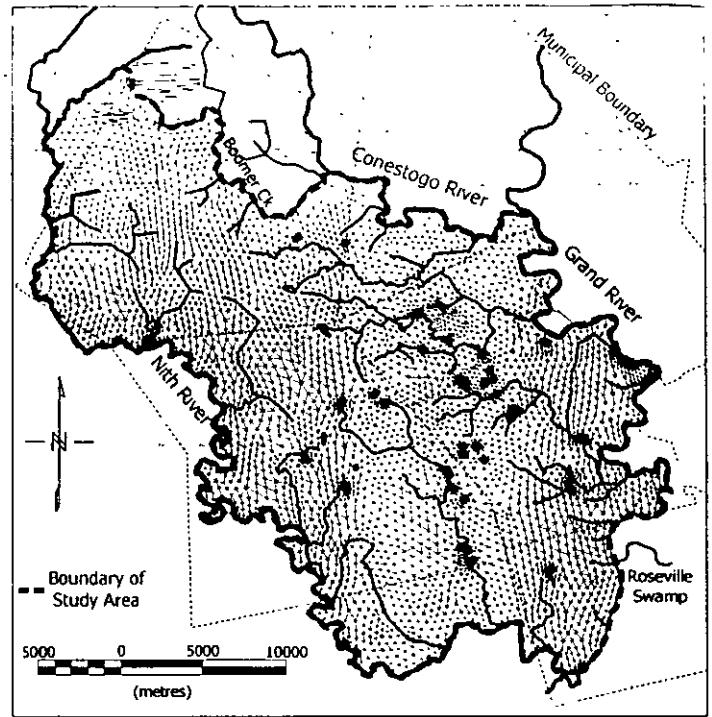 Municipal Boundary
Boomer Ck
Conestogo River
Grand River
Nith River
N
Boundary of
Study Area
Roseville
Swamp
5000 0 5000 10000
(metres)